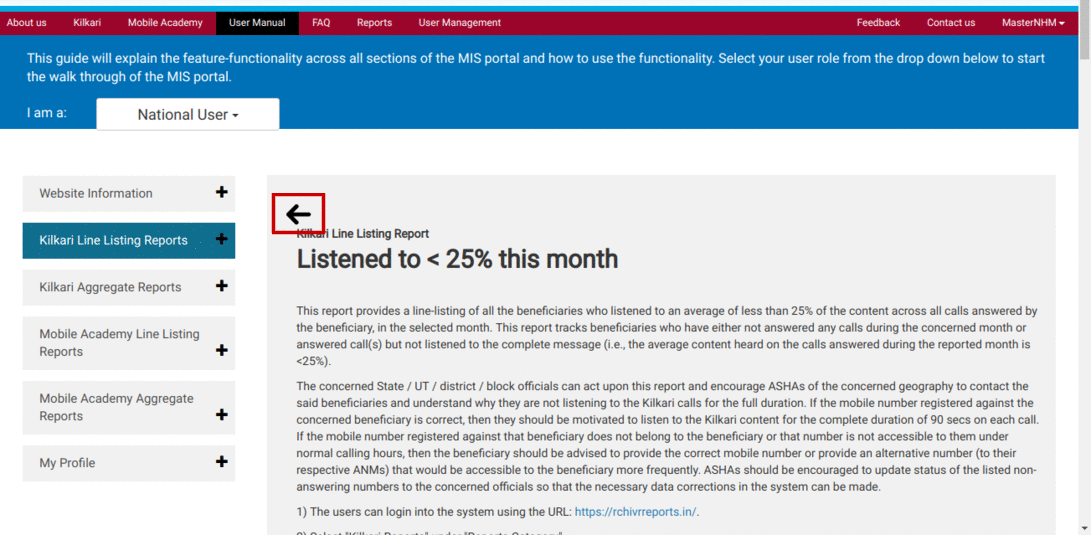 About us Kilkari Mobile Academy User Manual FAQ Reports User Management Feedback Contact us MasterNHM
This guide will explain the feature-functionality across all sections of the MIS portal and how to use the functionality. Select your user role from the drop down below to start
the walk through of the MIS portal.
I am a: National User
Website Information
Kilkari Line Listing Reports
Kilkari Aggregate Reports
Mobile Academy Line Listing
Reports
Mobile Academy Aggregate
Reports
My Profile
Kilkari Line Listing Report
Listened to < 25% this month
This report provides a line-listing of all the beneficiaries who listened to an average of less than 25% of the content across all calls answered by
the beneficiary, in the selected month. This report tracks beneficiaries who have either not answered any calls during the concerned month or
answered call(s) but not listened to the complete message (i.e., the average content heard on the calls answered during the reported month is
<25%).
The concerned State / UT / district / block officials can act upon this report and encourage ASHAs of the concerned geography to contact the
said beneficiaries and understand why they are not listening to the Kilkari calls for the full duration. If the mobile number registered against the
concerned beneficiary is correct, then they should be motivated to listen to the Kilkari content for the complete duration of 90 secs on each call.
If the mobile number registered against that beneficiary does not belong to the beneficiary or that number is not accessible to them under
normal calling hours, then the beneficiary should be advised to provide the correct mobile number or provide an alternative number (to their
respective ANMs) that would be accessible to the beneficiary more frequently. ASHAs should be encouraged to update status of the listed non-
answering numbers to the concerned officials so that the necessary data corrections in the system can be made.
1) The users can login into the system using the URL: https://rchivrreports.in/.
2) Select "Kilkari Reports" under "Reports Category"